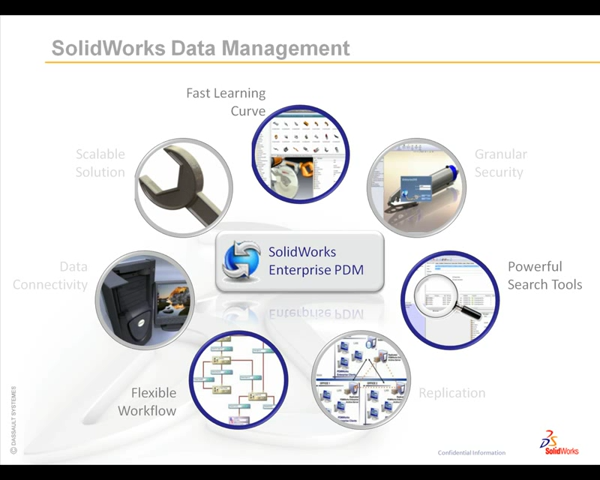 SolidWorks Data Management
Fast Learning
Curve
Scalable
Solution
Granular
Security
SolidWorks
Enterprise PDM
Data
Connectivity
Powerful
Search Tools
Flexible
Workflow
Replication
© DASSAULT SYSTEMES
Confidential Information
SolidWorks